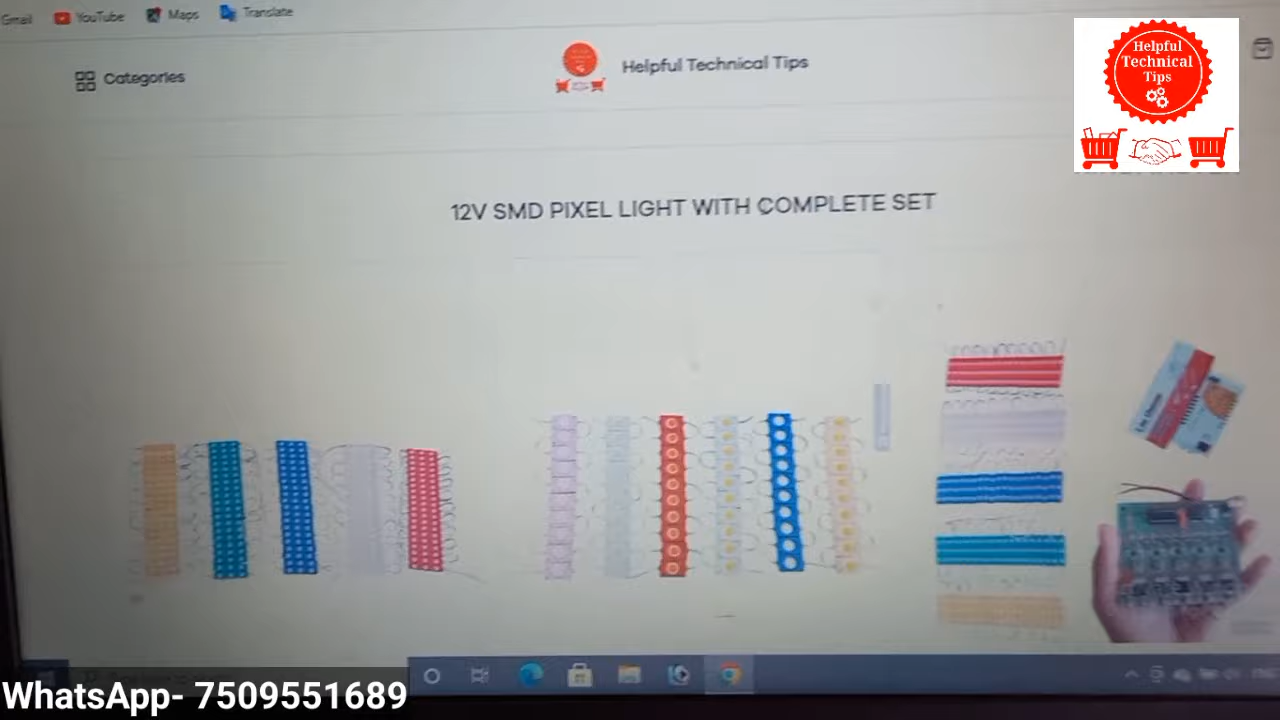 Gmail
YouTube
Maps
Translate
Categories
Helpful Technical Tips
Helpful
Technical
Tips
12V SMD PIXEL LIGHT WITH COMPLETE SET
WhatsApp- 7509551689